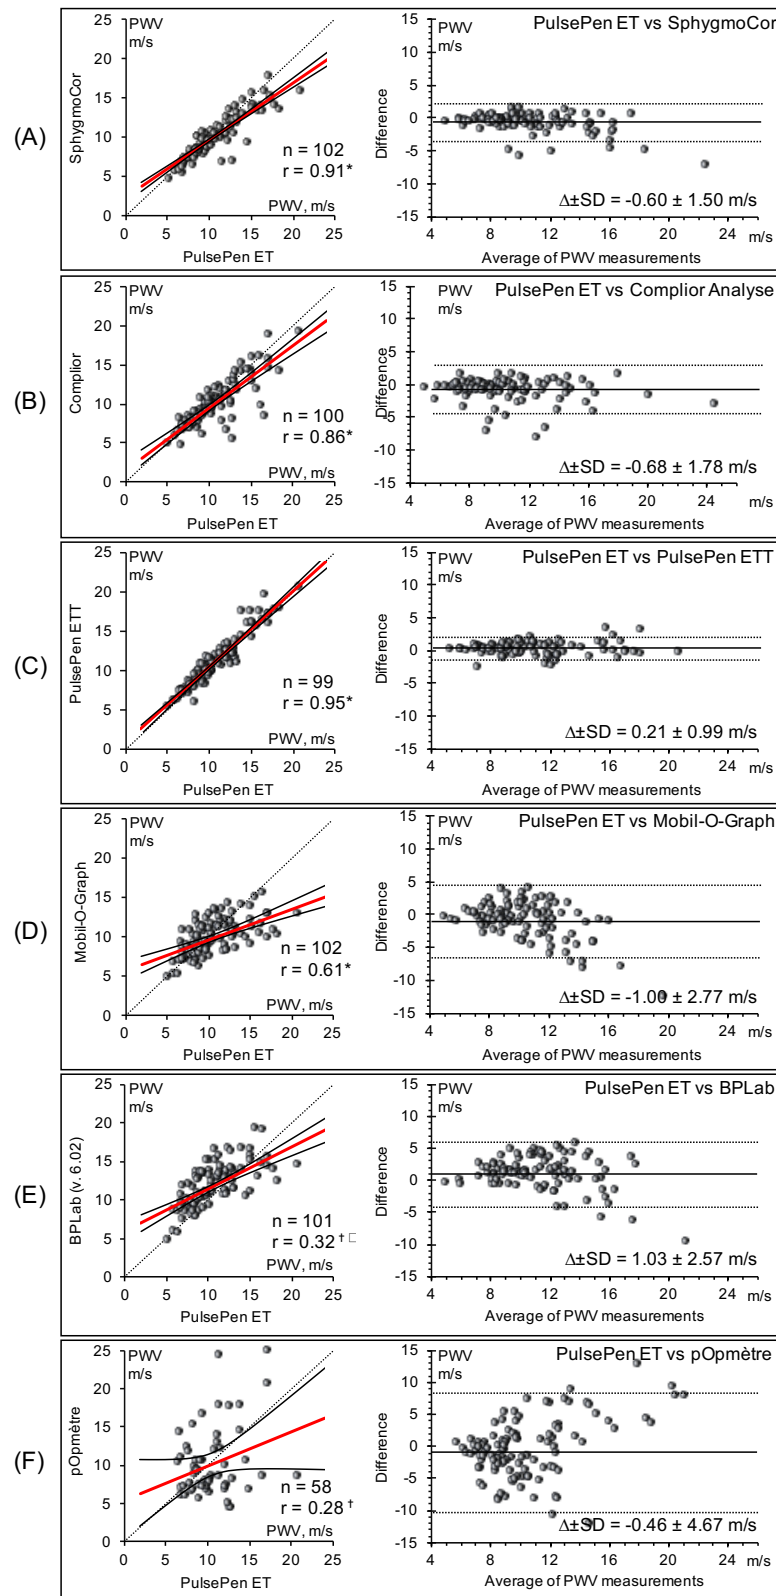 (A)
PWV
m/s
25
20
15
10
5
0
SphygmoCor
n = 102
r = 0.91*
PWV, m/s
0 5 10 15 20 25
PulsePen ET
PulsePen ET vs SphygmoCor
PWV
m/s
15
10
5
0
-5
-10
-15
Difference
Δ±SD = -0.60 ± 1.50 m/s
4 8 12 16 20 24 m/s
Average of PWV measurements
(B)
PWV
m/s
25
20
15
10
5
0
Complior
n = 100
r = 0.86*
PWV, m/s
0 5 10 15 20 25
PulsePen ET
PulsePen ET vs Complior Analyse
PWV
m/s
15
10
5
0
-5
-10
-15
Difference
Δ±SD = -0.68 ± 1.78 m/s
4 8 12 16 20 24 m/s
Average of PWV measurements
(C)
PWV
m/s
25
20
15
10
5
0
PulsePen ETT
n = 99
r = 0.95*
PWV, m/s
0 5 10 15 20 25
PulsePen ET
PulsePen ET vs PulsePen ETT
PWV
m/s
15
10
5
0
-5
-10
-15
Difference
Δ±SD = 0.21 ± 0.99 m/s
4 8 12 16 20 24 m/s
Average of PWV measurements
(D)
PWV
m/s
25
20
15
10
5
0
Mobil-O-Graph
n = 102
r = 0.61*
PWV, m/s
0 5 10 15 20 25
PulsePen ET
PulsePen ET vs Mobil-O-Graph
PWV
m/s
15
10
5
0
-5
-10
-15
Difference
Δ±SD = -1.00 ± 2.77 m/s
4 8 12 16 20 24 m/s
Average of PWV measurements
(E)
PWV
m/s
25
20
15
10
5
0
BPLab (v. 6.02)
n = 101
r = 0.32 † □
PWV, m/s
0 5 10 15 20 25
PulsePen ET
PulsePen ET vs BPLab
PWV
m/s
15
10
5
0
-5
-10
-15
Difference
Δ±SD = 1.03 ± 2.57 m/s
4 8 12 16 20 24 m/s
Average of PWV measurements
(F)
PWV
m/s
25
20
15
10
5
0
pOpmètre
n = 58
r = 0.28 †
PWV, m/s
0 5 10 15 20 25
PulsePen ET
PulsePen ET vs pOpmètre
PWV
m/s
15
10
5
0
-5
-10
-15
Difference
Δ±SD = -0.46 ± 4.67 m/s
4 8 12 16 20 24 m/s
Average of PWV measurements